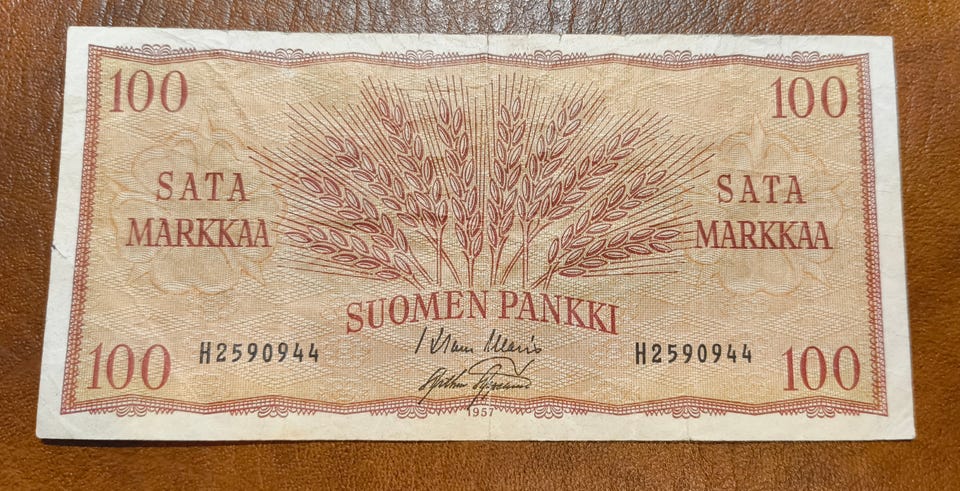 100 100
SATA SATA
MARKKAA MARKKAA
SUOMEN PANKKI
H2590944 H2590944
100 100
1957